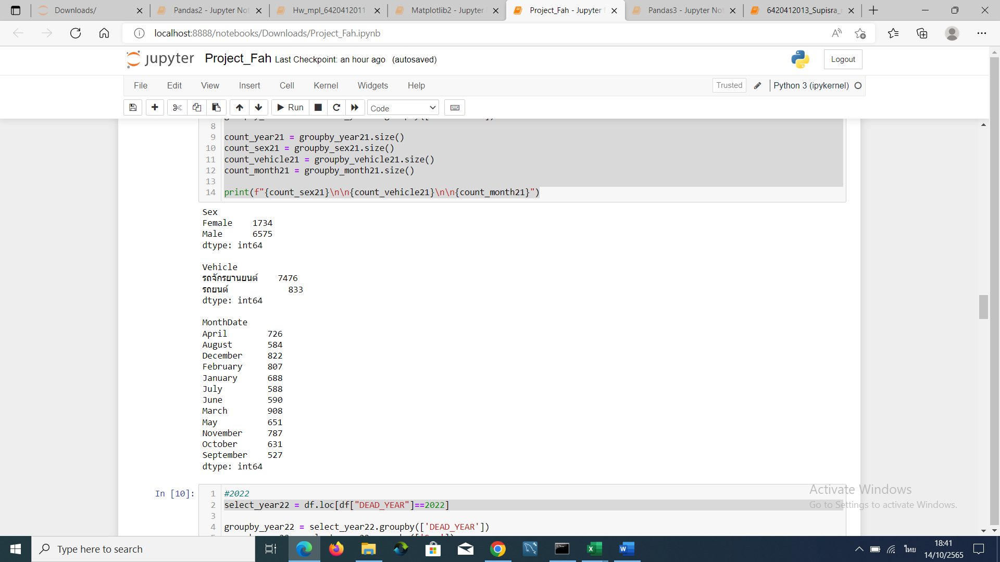 Downloads/
Pandas2 - Jupyter Not
Hw_mpl_6420412011
Matplotlib2 - Jupyter
Project_Fah - Jupyter
Pandas3 - Jupyter No
6420412013_Supisra_
localhost:8888/notebooks/Downloads/Project_Fah.ipynb
jupyter Project_Fah Last Checkpoint: an hour ago (autosaved)
Logout
File Edit View Insert Cell Kernel Widgets Help
Trusted
Python 3 (ipykernel)
Run
Code
8
9 count_year21 = groupby_year21.size()
10 count_sex21 = groupby_sex21.size()
11 count_vehicle21 = groupby_vehicle21.size()
12 count_month21 = groupby_month21.size()
13
14 print(f"{count_sex21}\n\n{count_vehicle21}\n\n{count_month21}")
Sex
Female 1734
Male 6575
dtype: int64
Vehicle
รถจักรยานยนต์ 7476
รถยนต์ 833
dtype: int64
MonthDate
April 726
August 584
December 822
February 807
January 688
July 588
June 590
March 908
May 651
November 787
October 631
September 527
dtype: int64
In [10]:
1 #2022
2 select_year22 = df.loc[df["DEAD_YEAR"]==2022]
3
4 groupby_year22 = select_year22.groupby(['DEAD_YEAR'])
Activate Windows
Go to Settings to activate Windows.
Type here to search
ไทย
18:41
14/10/2565